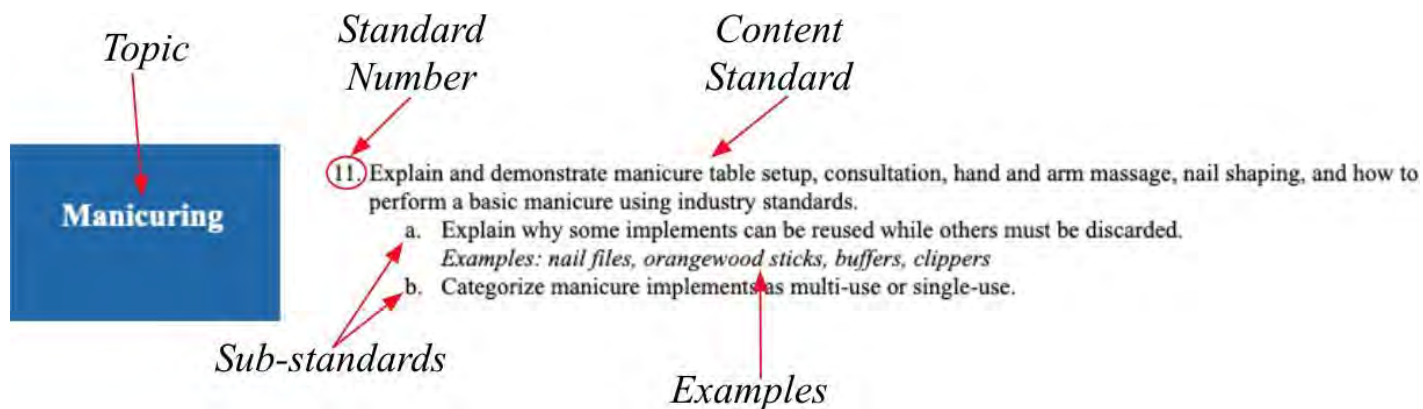 Topic
Standard
Number
Content
Standard
Manicuring
11. Explain and demonstrate manicure table setup, consultation, hand and arm massage, nail shaping, and how to
perform a basic manicure using industry standards.
a. Explain why some implements can be reused while others must be discarded.
Examples: nail files, orangewood sticks, buffers, clippers
b. Categorize manicure implements as multi-use or single-use.
Sub-standards
Examples